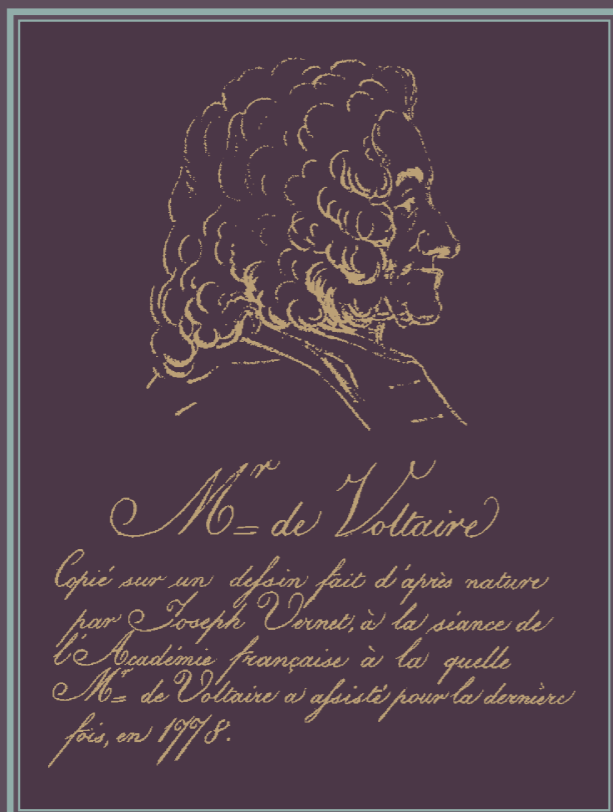 Mr de Voltaire
Copié sur un deſsin fait d'après nature
par Joseph Vernet, à la séance de
l'Académie française à la quelle
Mr de Voltaire a aſsisté pour la dernière
fois, en 1778.